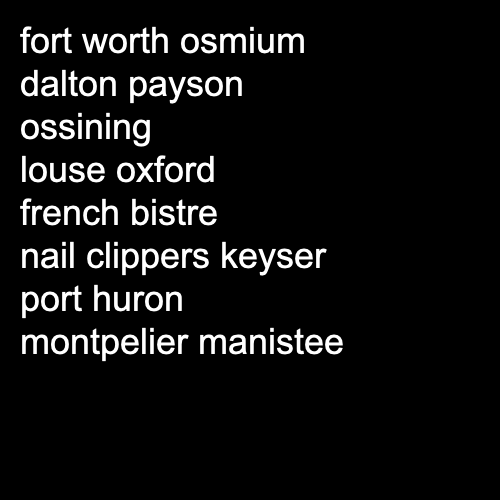 fort worth osmium
dalton payson
ossining
louse oxford
french bistre
nail clippers keyser
port huron
montpelier manistee